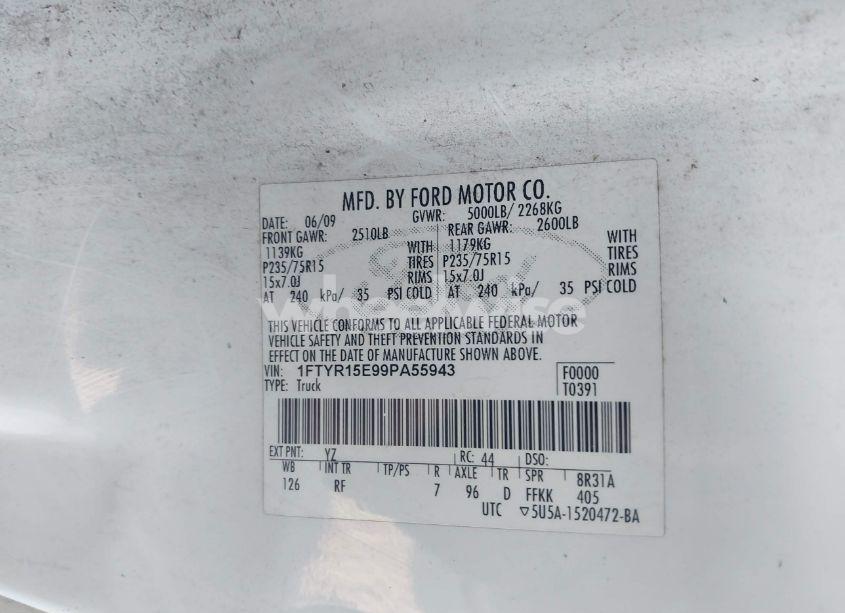 MFD. BY FORD MOTOR CO.
DATE: 06/09 GVWR: 5000LB/ 2268KG
FRONT GAWR: 2510LB REAR GAWR: 2600LB
1139KG WITH 1179KG WITH
P235/75R15 TIRES P235/75R15 TIRES
15x7.0J RIMS 15x7.0J RIMS
AT 240 kPa/ 35 PSI COLD AT 240 kPa/ 35 PSI COLD
wheelwise
THIS VEHICLE CONFORMS TO ALL APPLICABLE FEDERAL MOTOR
VEHICLE SAFETY AND THEFT PREVENTION STANDARDS IN
EFFECT ON THE DATE OF MANUFACTURE SHOWN ABOVE.
VIN: 1FTYR15E99PA55943 F0000
TYPE: Truck T0391
EXT PNT: YZ RC: 44 DSO:
WB INT TR TP/PS R AXLE TR SPR 8R31A
126 RF 7 96 D FFKK 405
UTC ▽5U5A-1520472-BA